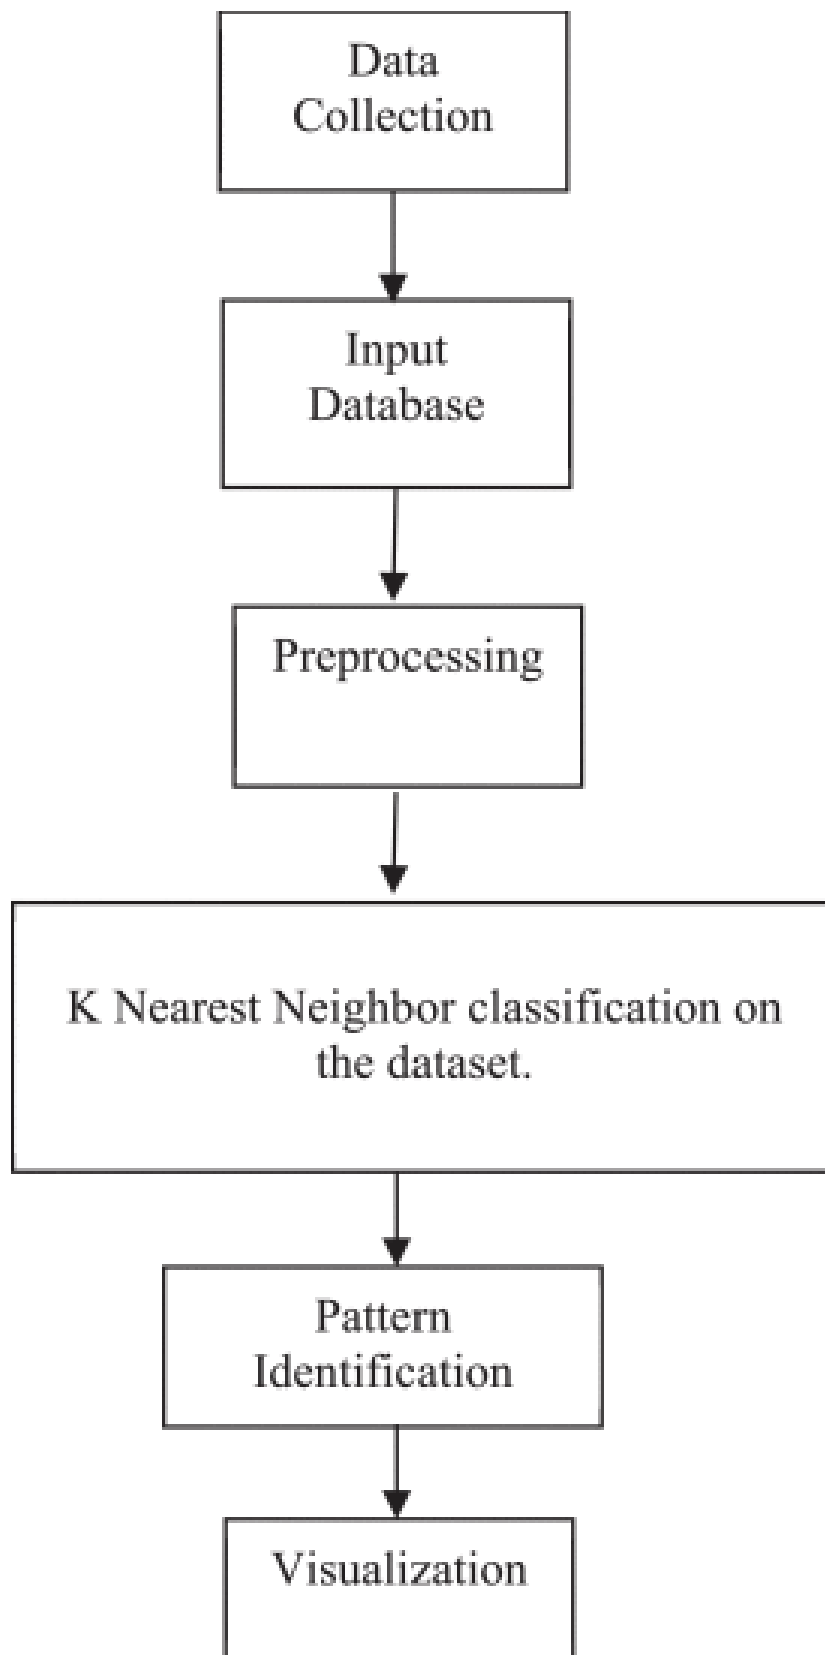 Data
Collection
Input
Database
Preprocessing
K Nearest Neighbor classification on
the dataset.
Pattern
Identification
Visualization